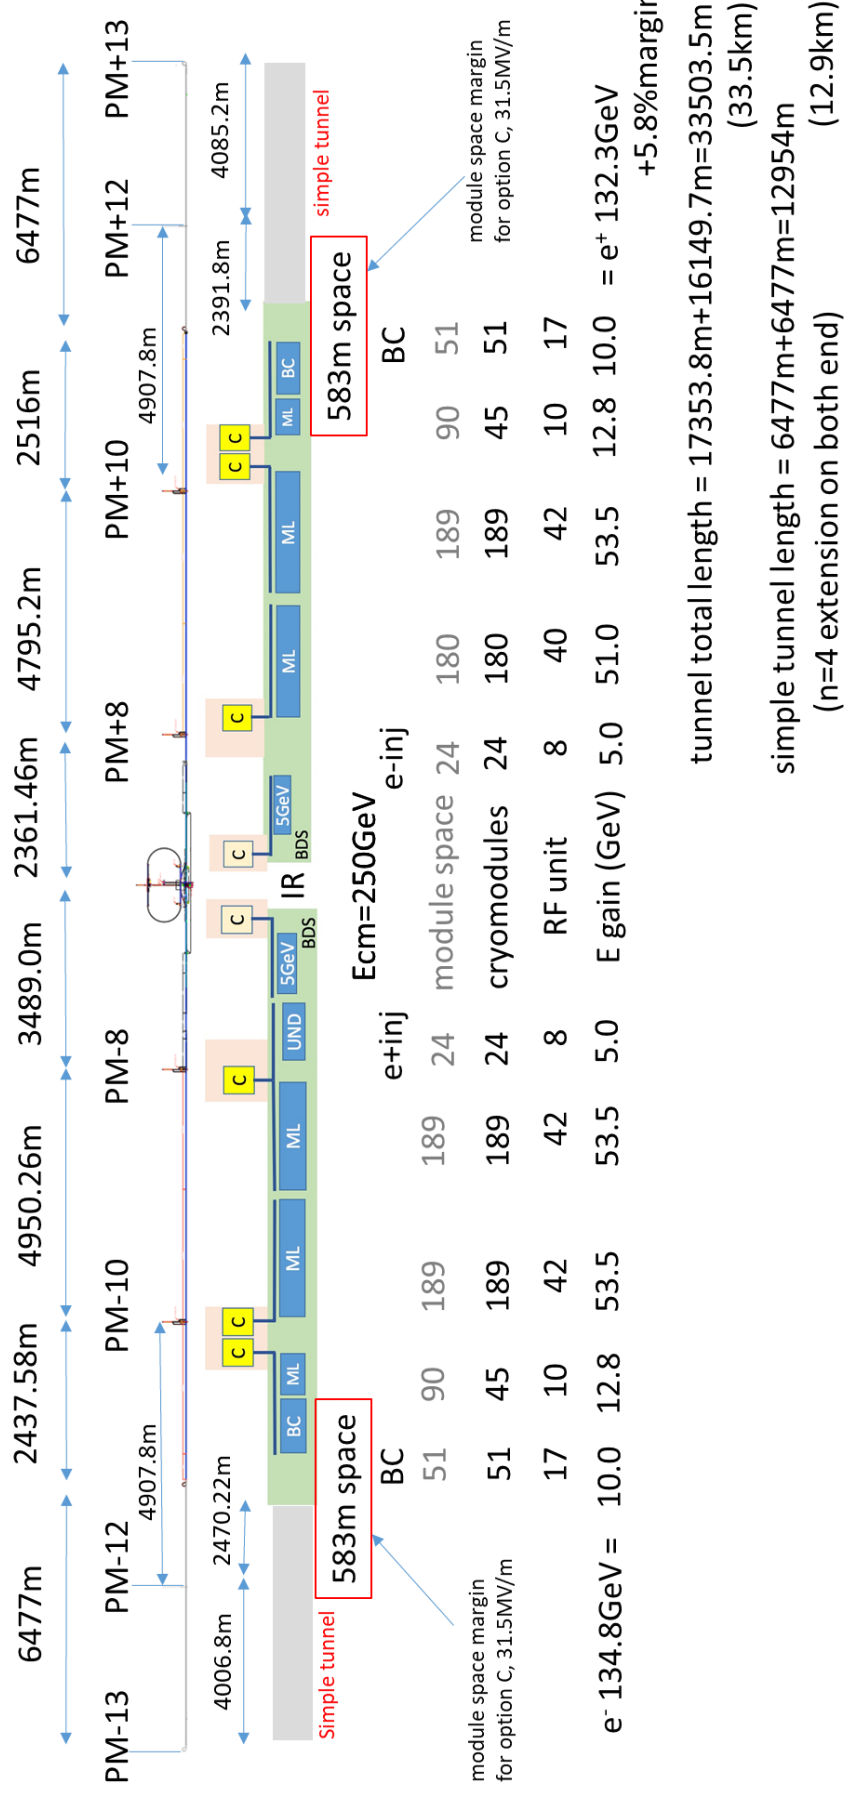 6477m 2437.58m 4950.26m 3489.0m 2361.46m 4795.2m 2516m 6477m
PM-13 PM-12 PM-10 PM-8 PM+8 PM+10 PM+12 PM+13
4907.8m 4907.8m
4006.8m 2470.22m 2391.8m 4085.2m
C C C C C C C C
BC ML ML ML UND 5GeV 5GeV ML ML ML BC
BDS IR BDS
Simple tunnel simple tunnel
583m space 583m space
Ecm=250GeV
BC e+inj e-inj BC
51 90 189 189 24 module space 24 180 189 90 51
module space margin
for option C, 31.5MV/m
module space margin
for option C, 31.5MV/m
51 45 189 189 24 cryomodules 24 180 189 45 51
17 10 42 42 8 RF unit 8 40 42 10 17
e⁻ 134.8GeV = 10.0 12.8 53.5 53.5 5.0 E gain (GeV) 5.0 51.0 53.5 12.8 10.0 = e⁺ 132.3GeV
+5.8%margin
tunnel total length = 17353.8m+16149.7m=33503.5m
(33.5km)
simple tunnel length = 6477m+6477m=12954m
(n=4 extension on both end) (12.9km)